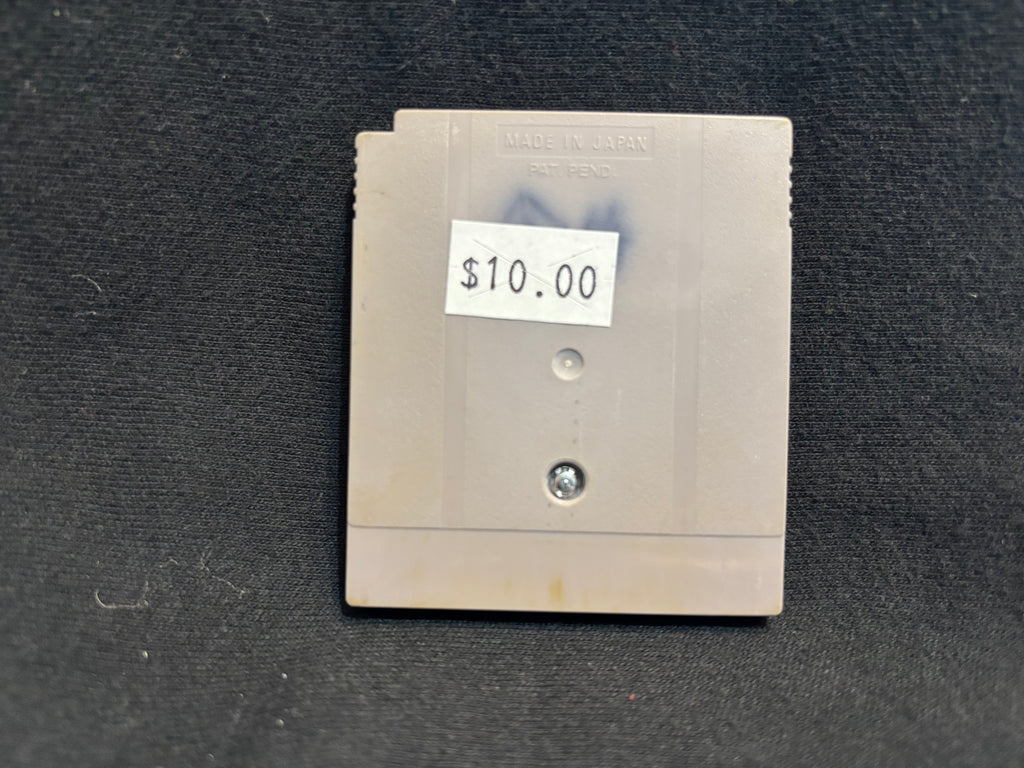 MADE IN JAPAN
PAT. PEND.
$10.00